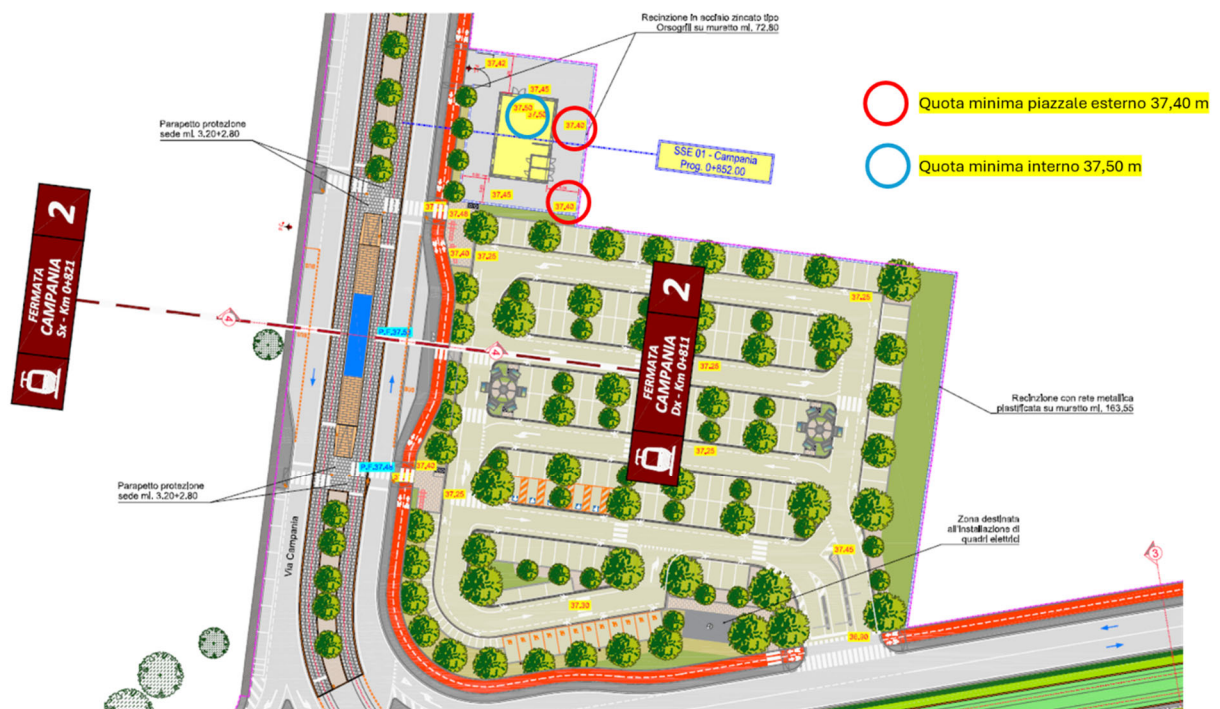 Recinzione in acciaio zincato tipo
Orsogrill su muretto ml. 72.80
37,42
37,45
37,50
37,50
37,40
Quota minima piazzale esterno 37,40 m
Quota minima interno 37,50 m
Parapetto protezione
sede ml. 3.20+2.80
SSE 01 - Campania
Prog. 0+852.00
37,45
37,40
37,40
37,25
37,25
FERMATA
CAMPANIA
Sx - Km 0+821
2
P.F.37.50
4
4
37,25
FERMATA
CAMPANIA
Dx - Km 0+811
2
Recinzione con rete metallica
plastificata su muretto ml. 163,55
37,25
37,40
37,25
Parapetto protezione
sede ml. 3.20+2.80
Via Campania
Zona destinata
all'installazione di
quadri elettrici
37,45
3
37,30
36,90